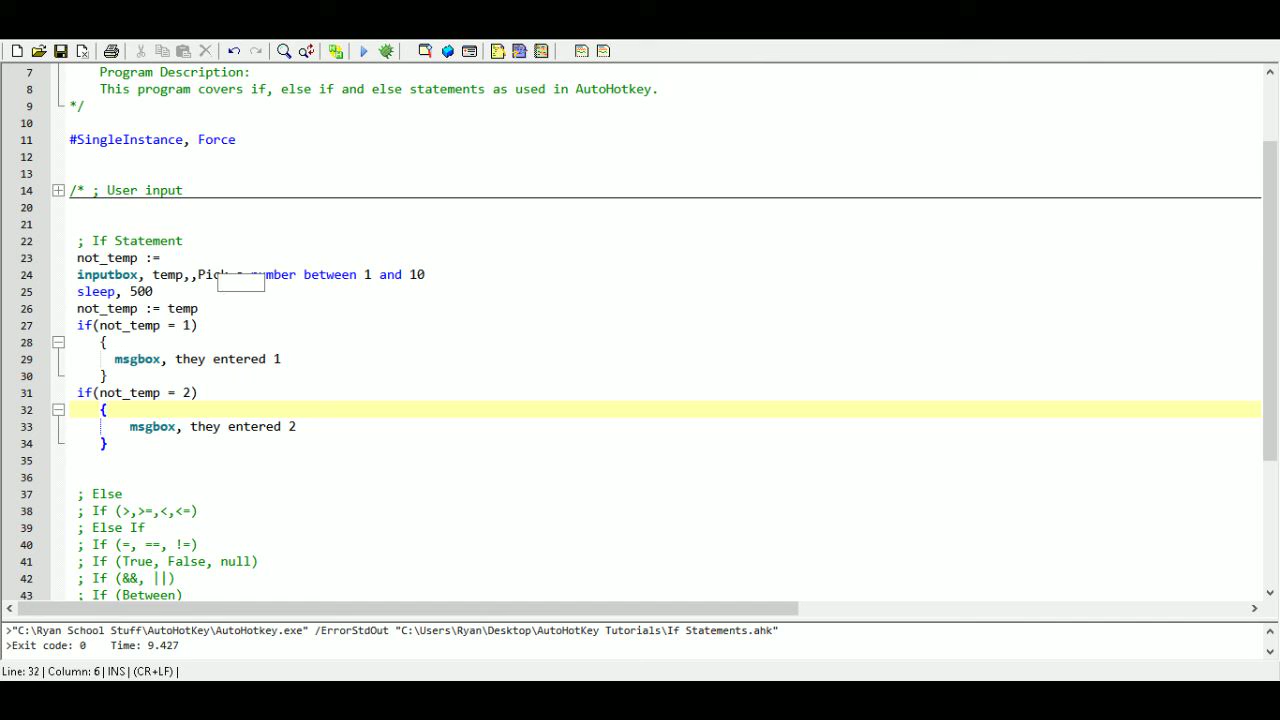 7 Program Description:
8 This program covers if, else if and else statements as used in AutoHotkey.
9 */
10
11 #SingleInstance, Force
12
13
14 /* ; User input
20
21
22 ; If Statement
23 not_temp :=
24 inputbox, temp,,Pick a number between 1 and 10
25 sleep, 500
26 not_temp := temp
27 if(not_temp = 1)
28 {
29 msgbox, they entered 1
30 }
31 if(not_temp = 2)
32 {
33 msgbox, they entered 2
34 }
35
36
37 ; Else
38 ; If (>,>=,<,<=)
39 ; Else If
40 ; If (=, ==, !=)
41 ; If (True, False, null)
42 ; If (&&, ||)
43 ; If (Between)
>"C:\Ryan School Stuff\AutoHotKey\AutoHotkey.exe" /ErrorStdOut "C:\Users\Ryan\Desktop\AutoHotKey Tutorials\If Statements.ahk"
>Exit code: 0 Time: 9.427
Line: 32 | Column: 6 | INS | (CR+LF) |